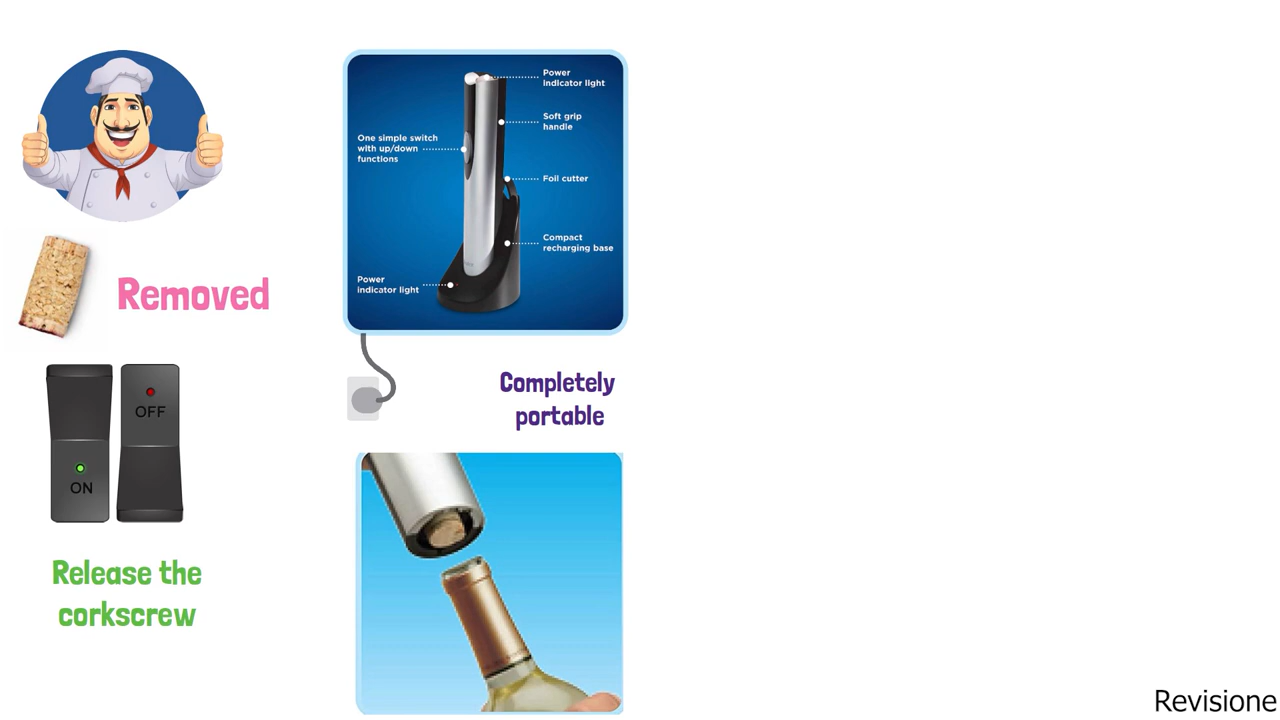 Removed
OFF
ON
Release the
corkscrew
Power
indicator light
Soft grip
handle
One simple switch
with up/down
functions
Foil cutter
Compact
recharging base
Power
indicator light
Completely
portable
Revisione